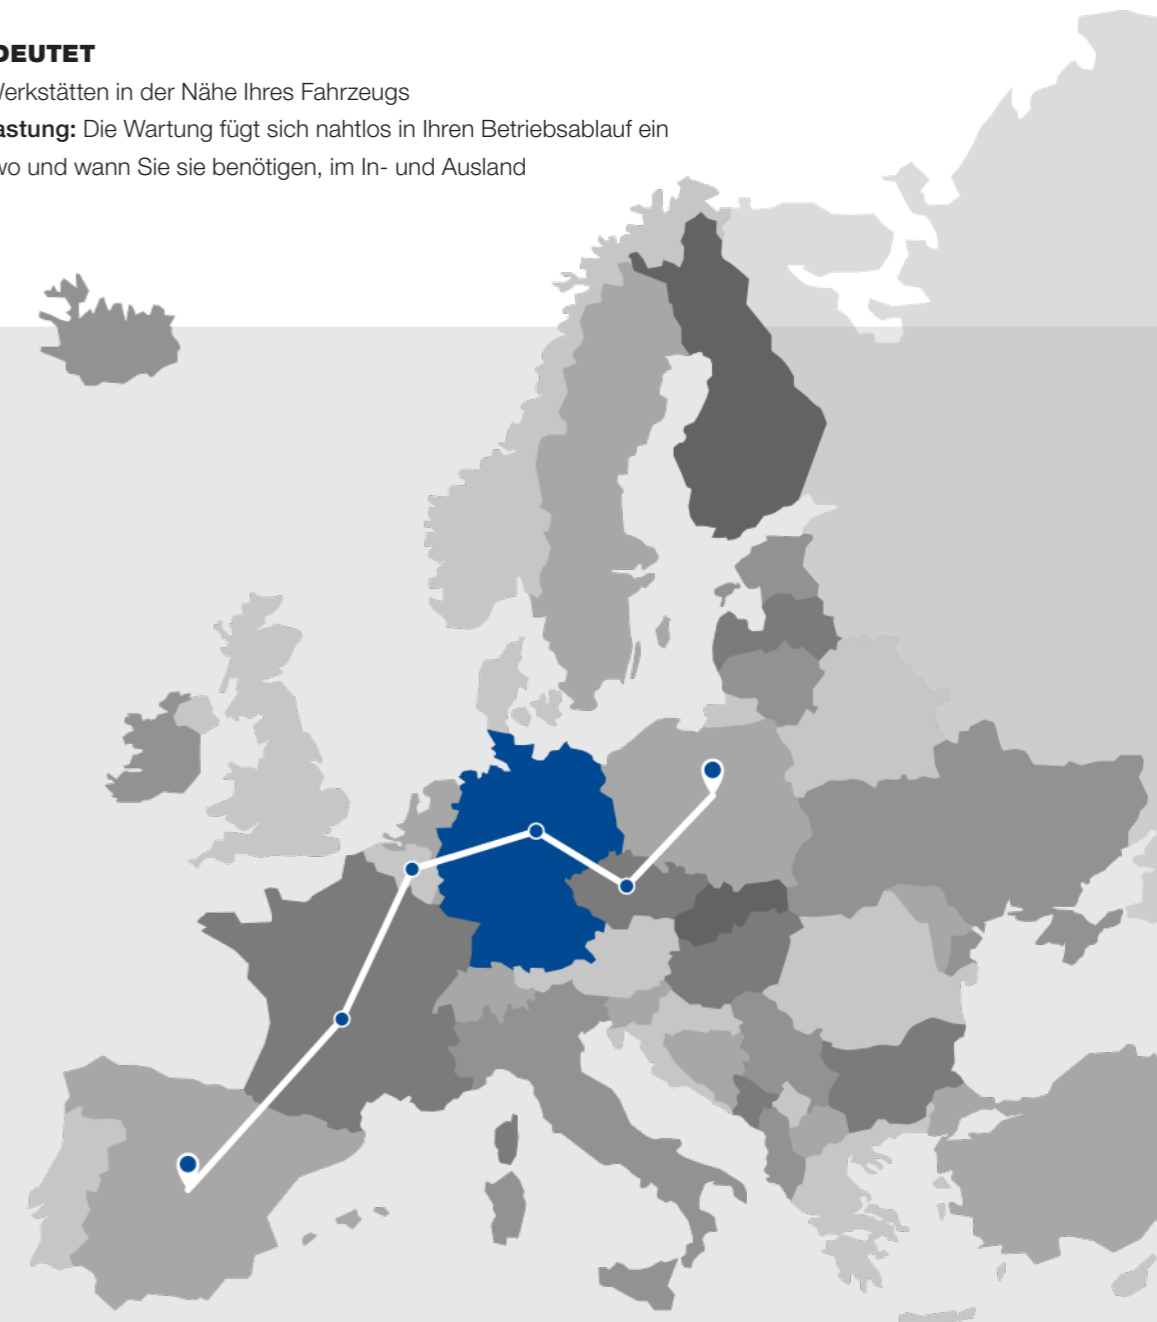 DEUTET
Werkstätten in der Nähe Ihres Fahrzeugs
astung: Die Wartung fügt sich nahtlos in Ihren Betriebsablauf ein
wo und wann Sie sie benötigen, im In- und Ausland